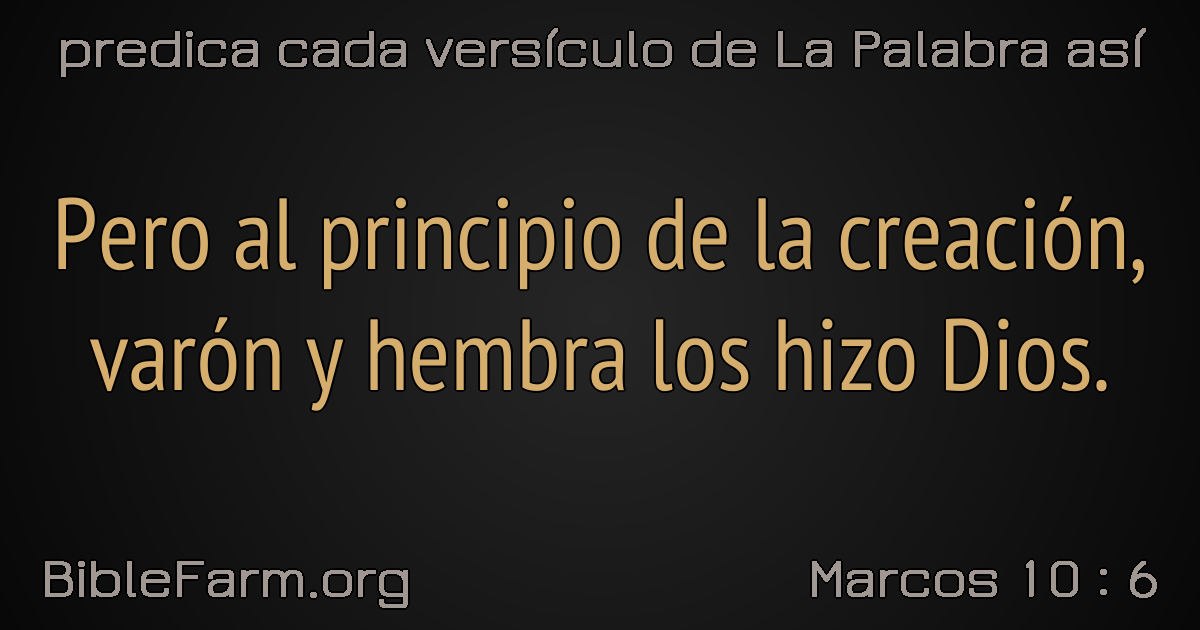 predica cada versículo de La Palabra así
Pero al principio de la creación,
varón y hembra los hizo Dios.
BibleFarm.org
Marcos 10 : 6